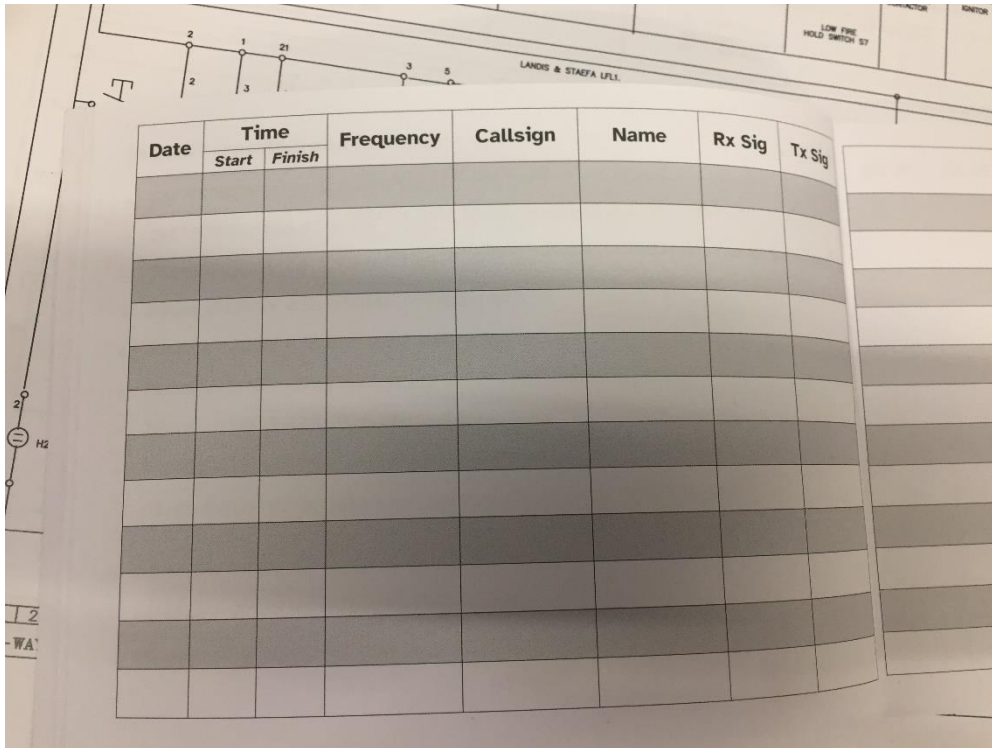 CONTACTOR
IGNITOR
LOW FIRE
HOLD SWITCH S7
LANDIS & STAEFA LFL1.
2 1 21 3 5
2 3
Date Time Frequency Callsign Name Rx Sig Tx Sig
Start Finish
2
H2
2
-WA